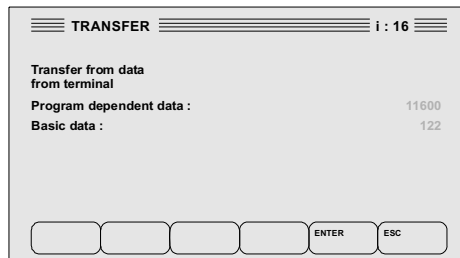 TRANSFER i : 16
Transfer from data
from terminal
Program dependent data : 11600
Basic data : 122
ENTER ESC